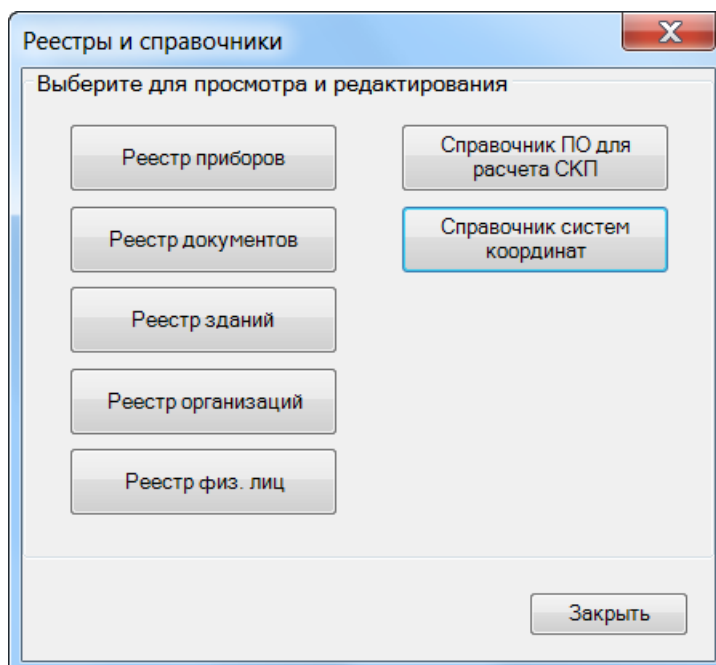 Реестры и справочники
Выберите для просмотра и редактирования
Реестр приборов
Справочник ПО для
расчета СКП
Реестр документов
Справочник систем
координат
Реестр зданий
Реестр организаций
Реестр физ. лиц
Закрыть